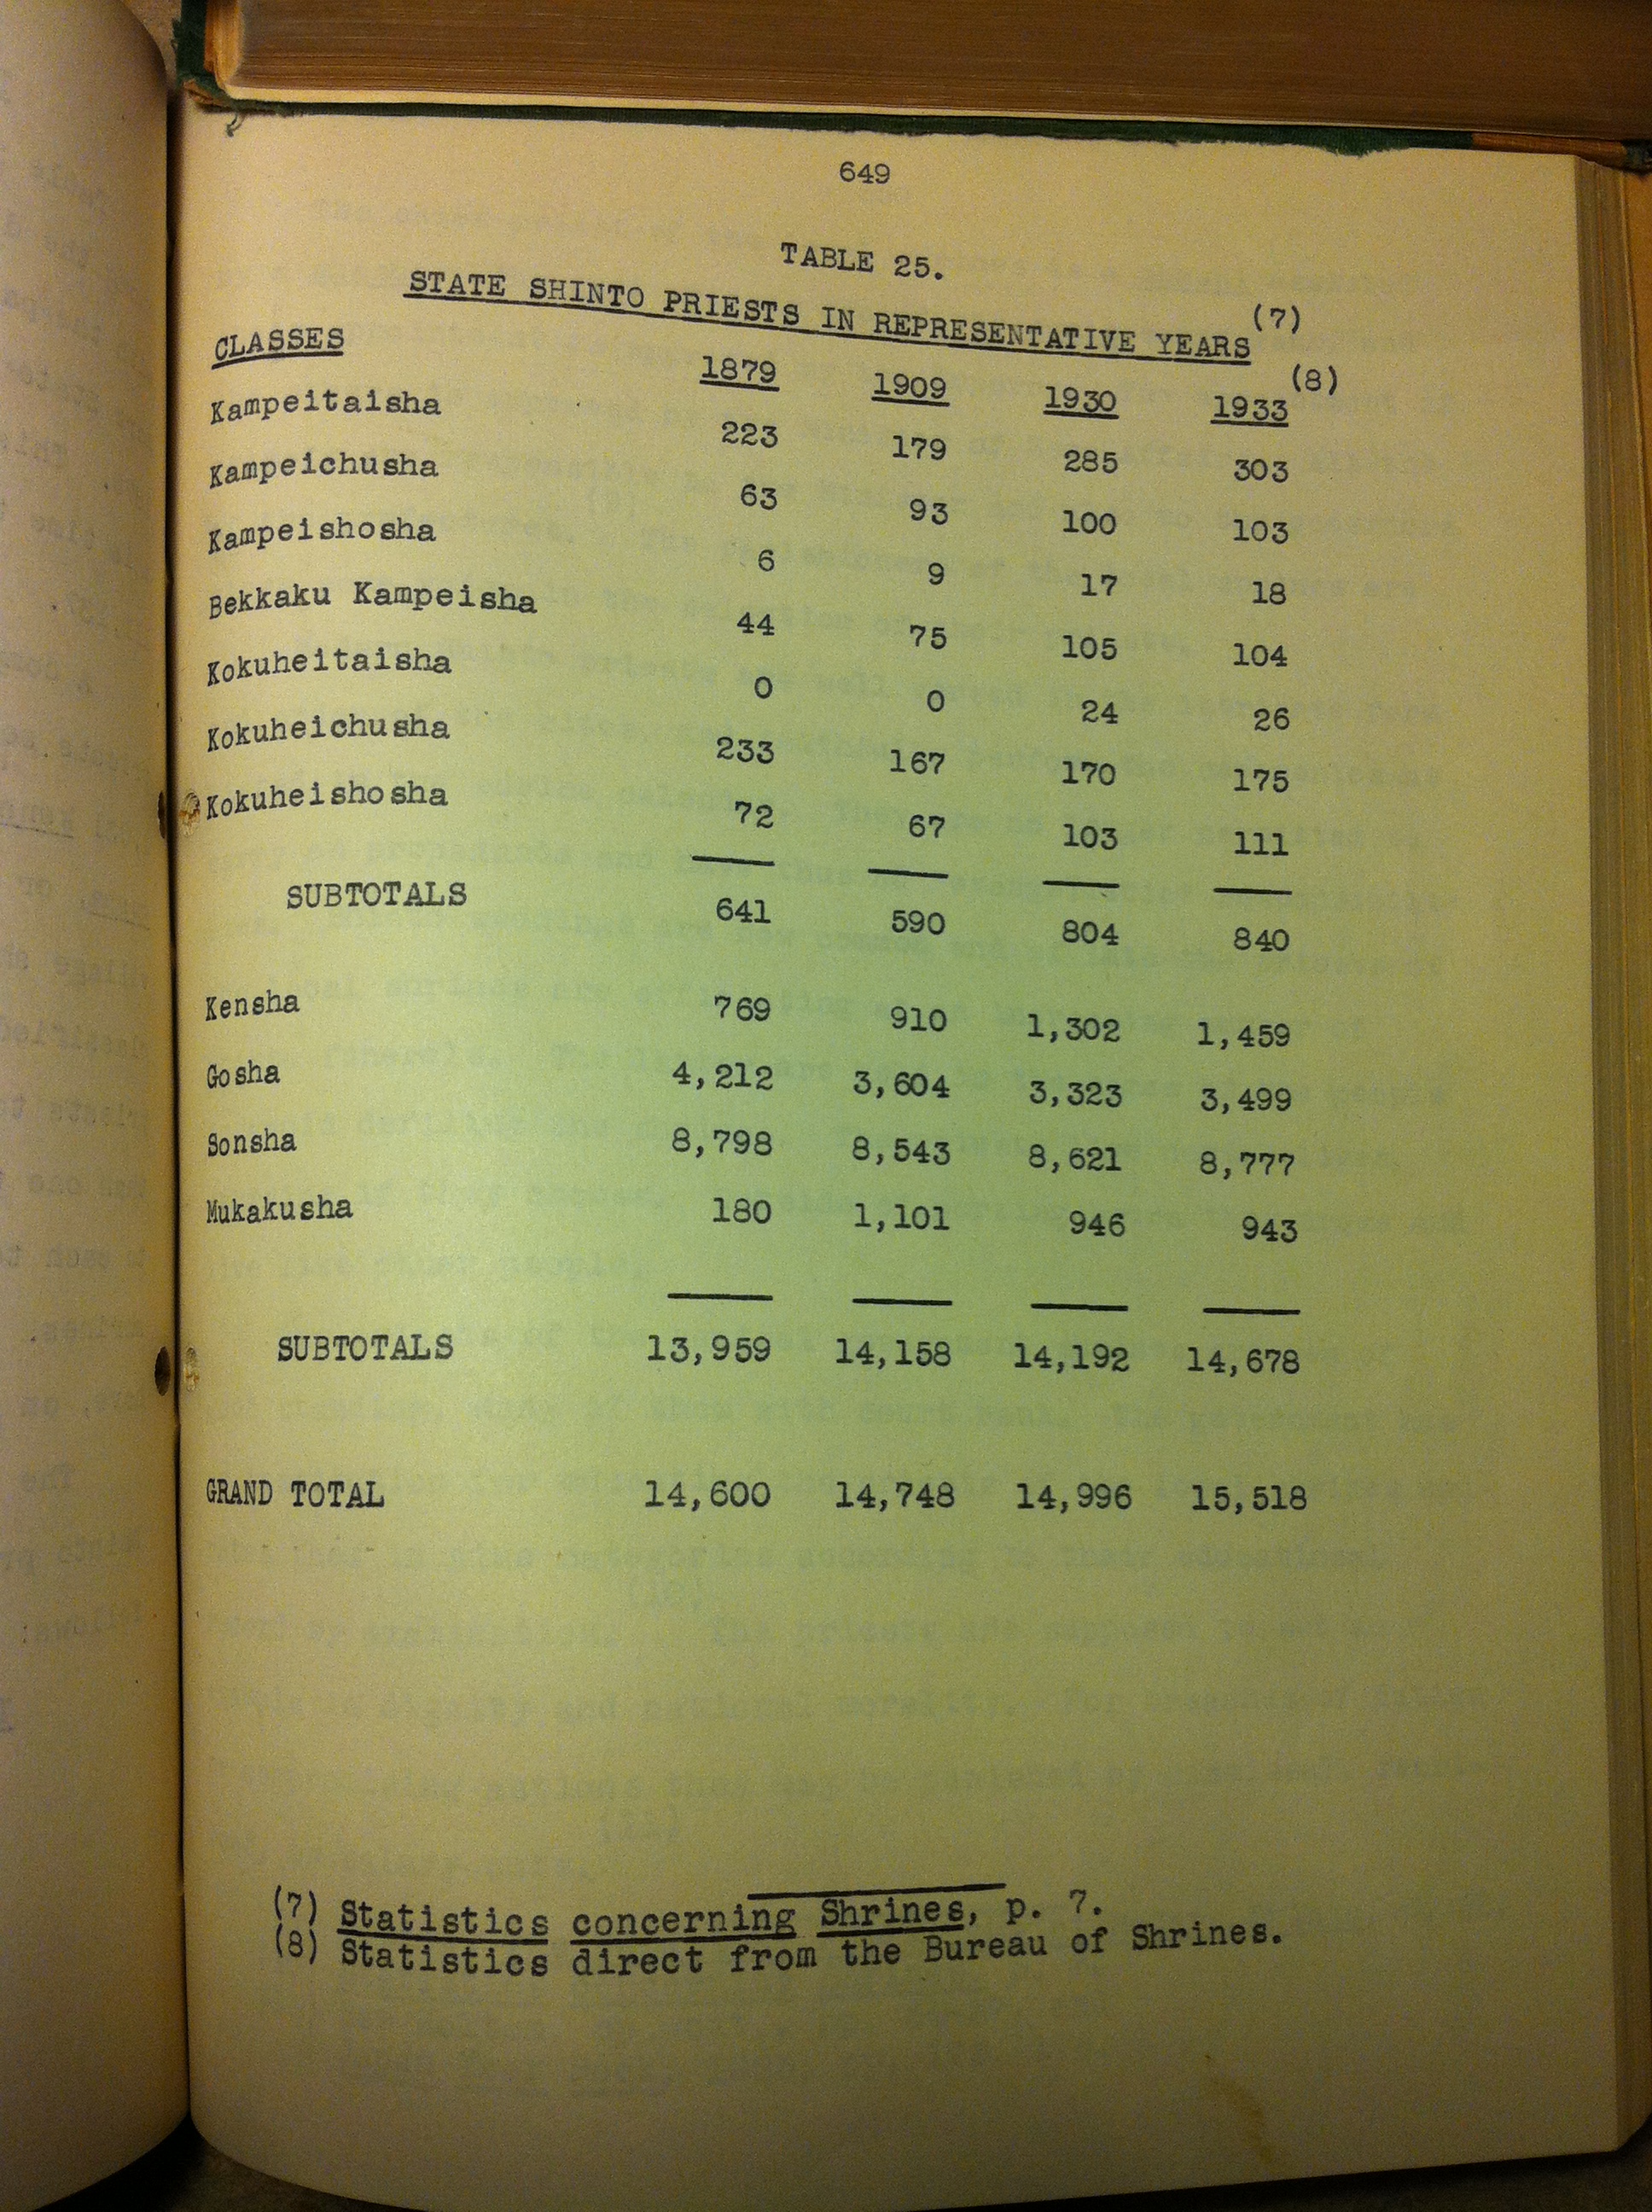 649
TABLE 25.
STATE SHINTO PRIESTS IN REPRESENTATIVE YEARS (7)
CLASSES 1879 1909 1930 1933 (8)
Kampeitaisha 223 179 285 303
Kampeichusha 63 93 100 103
Kampeishosha 6 9 17 18
Bekkaku Kampeisha 44 75 105 104
Kokuheitaisha 0 0 24 26
Kokuheichusha 233 167 170 175
Kokuheishosha 72 67 103 111
SUBTOTALS 641 590 804 840
Kensha 769 910 1,302 1,459
Gosha 4,212 3,604 3,323 3,499
Sonsha 8,798 8,543 8,621 8,777
Mukakusha 180 1,101 946 943
SUBTOTALS 13,959 14,158 14,192 14,678
GRAND TOTAL 14,600 14,748 14,996 15,518
(7) Statistics concerning Shrines, p. 7.
(8) Statistics direct from the Bureau of Shrines.